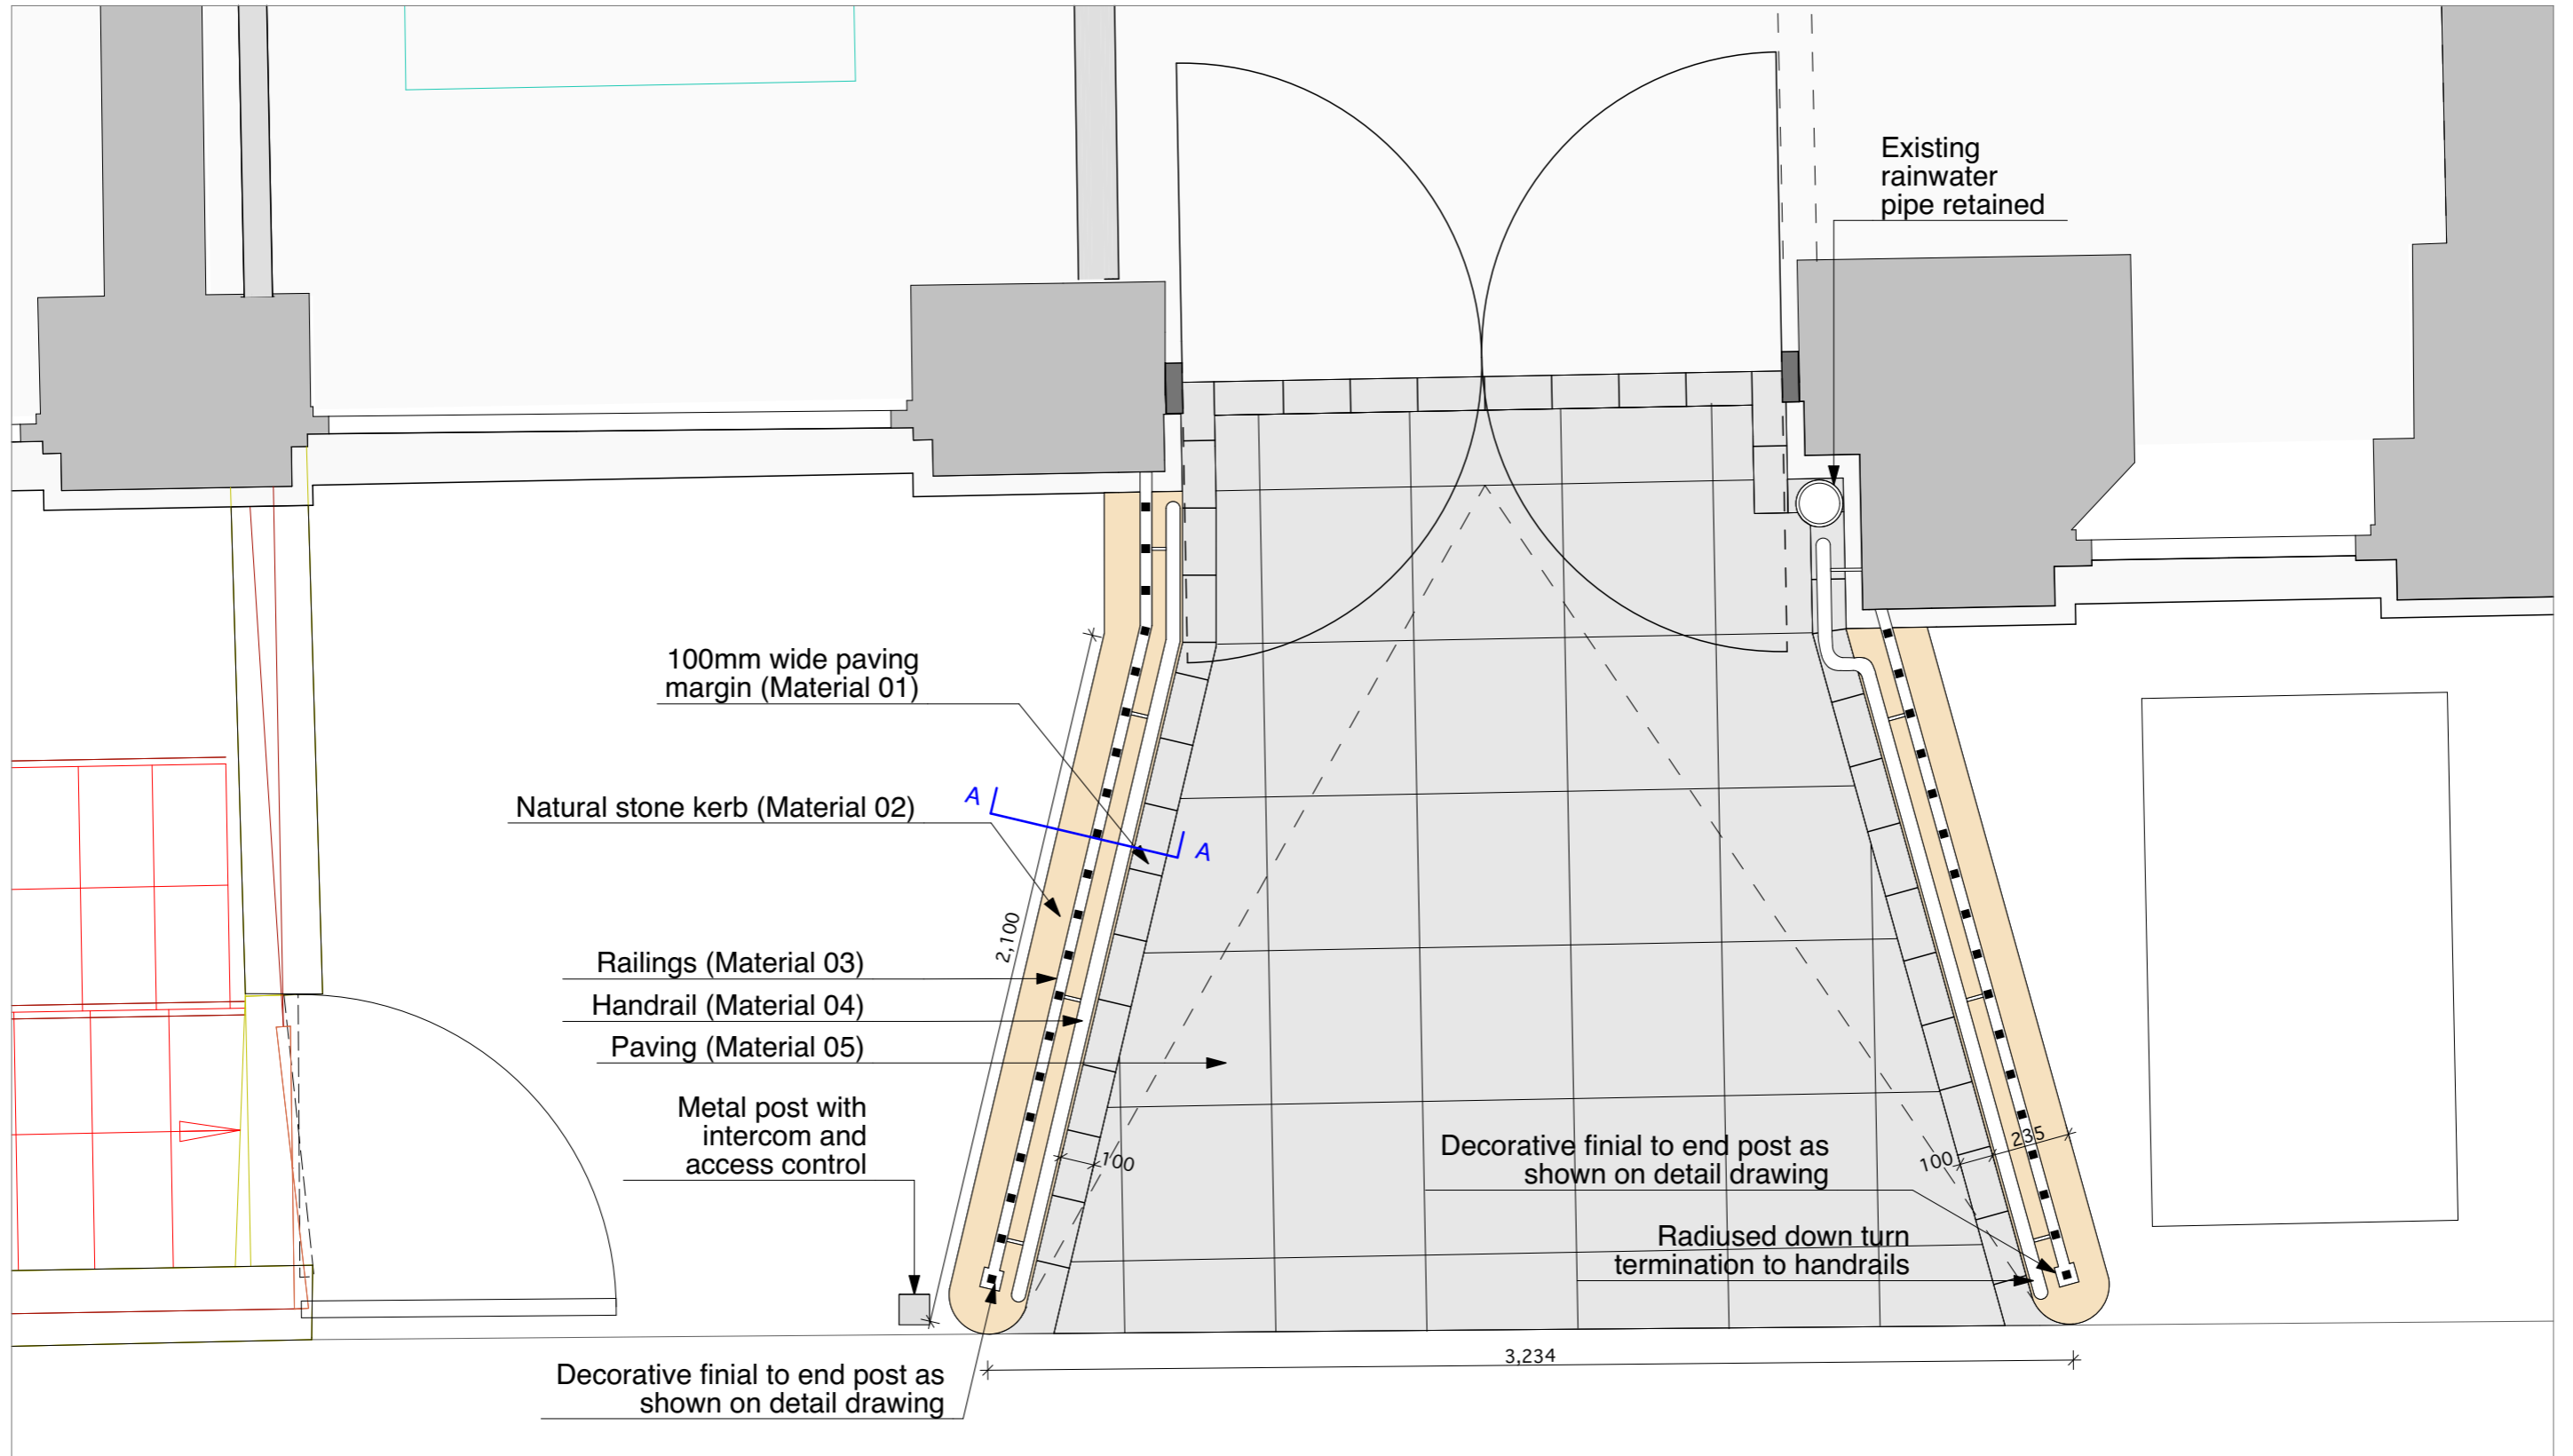 Existing
rainwater
pipe retained
100mm wide paving
margin (Material 01)
A
Natural stone kerb (Material 02)
A
2,100
Railings (Material 03)
Handrail (Material 04)
Paving (Material 05)
Metal post with
intercom and
access control
100
Decorative finial to end post as
shown on detail drawing
100
235
Radiused down turn
termination to handrails
3,234
Decorative finial to end post as
shown on detail drawing